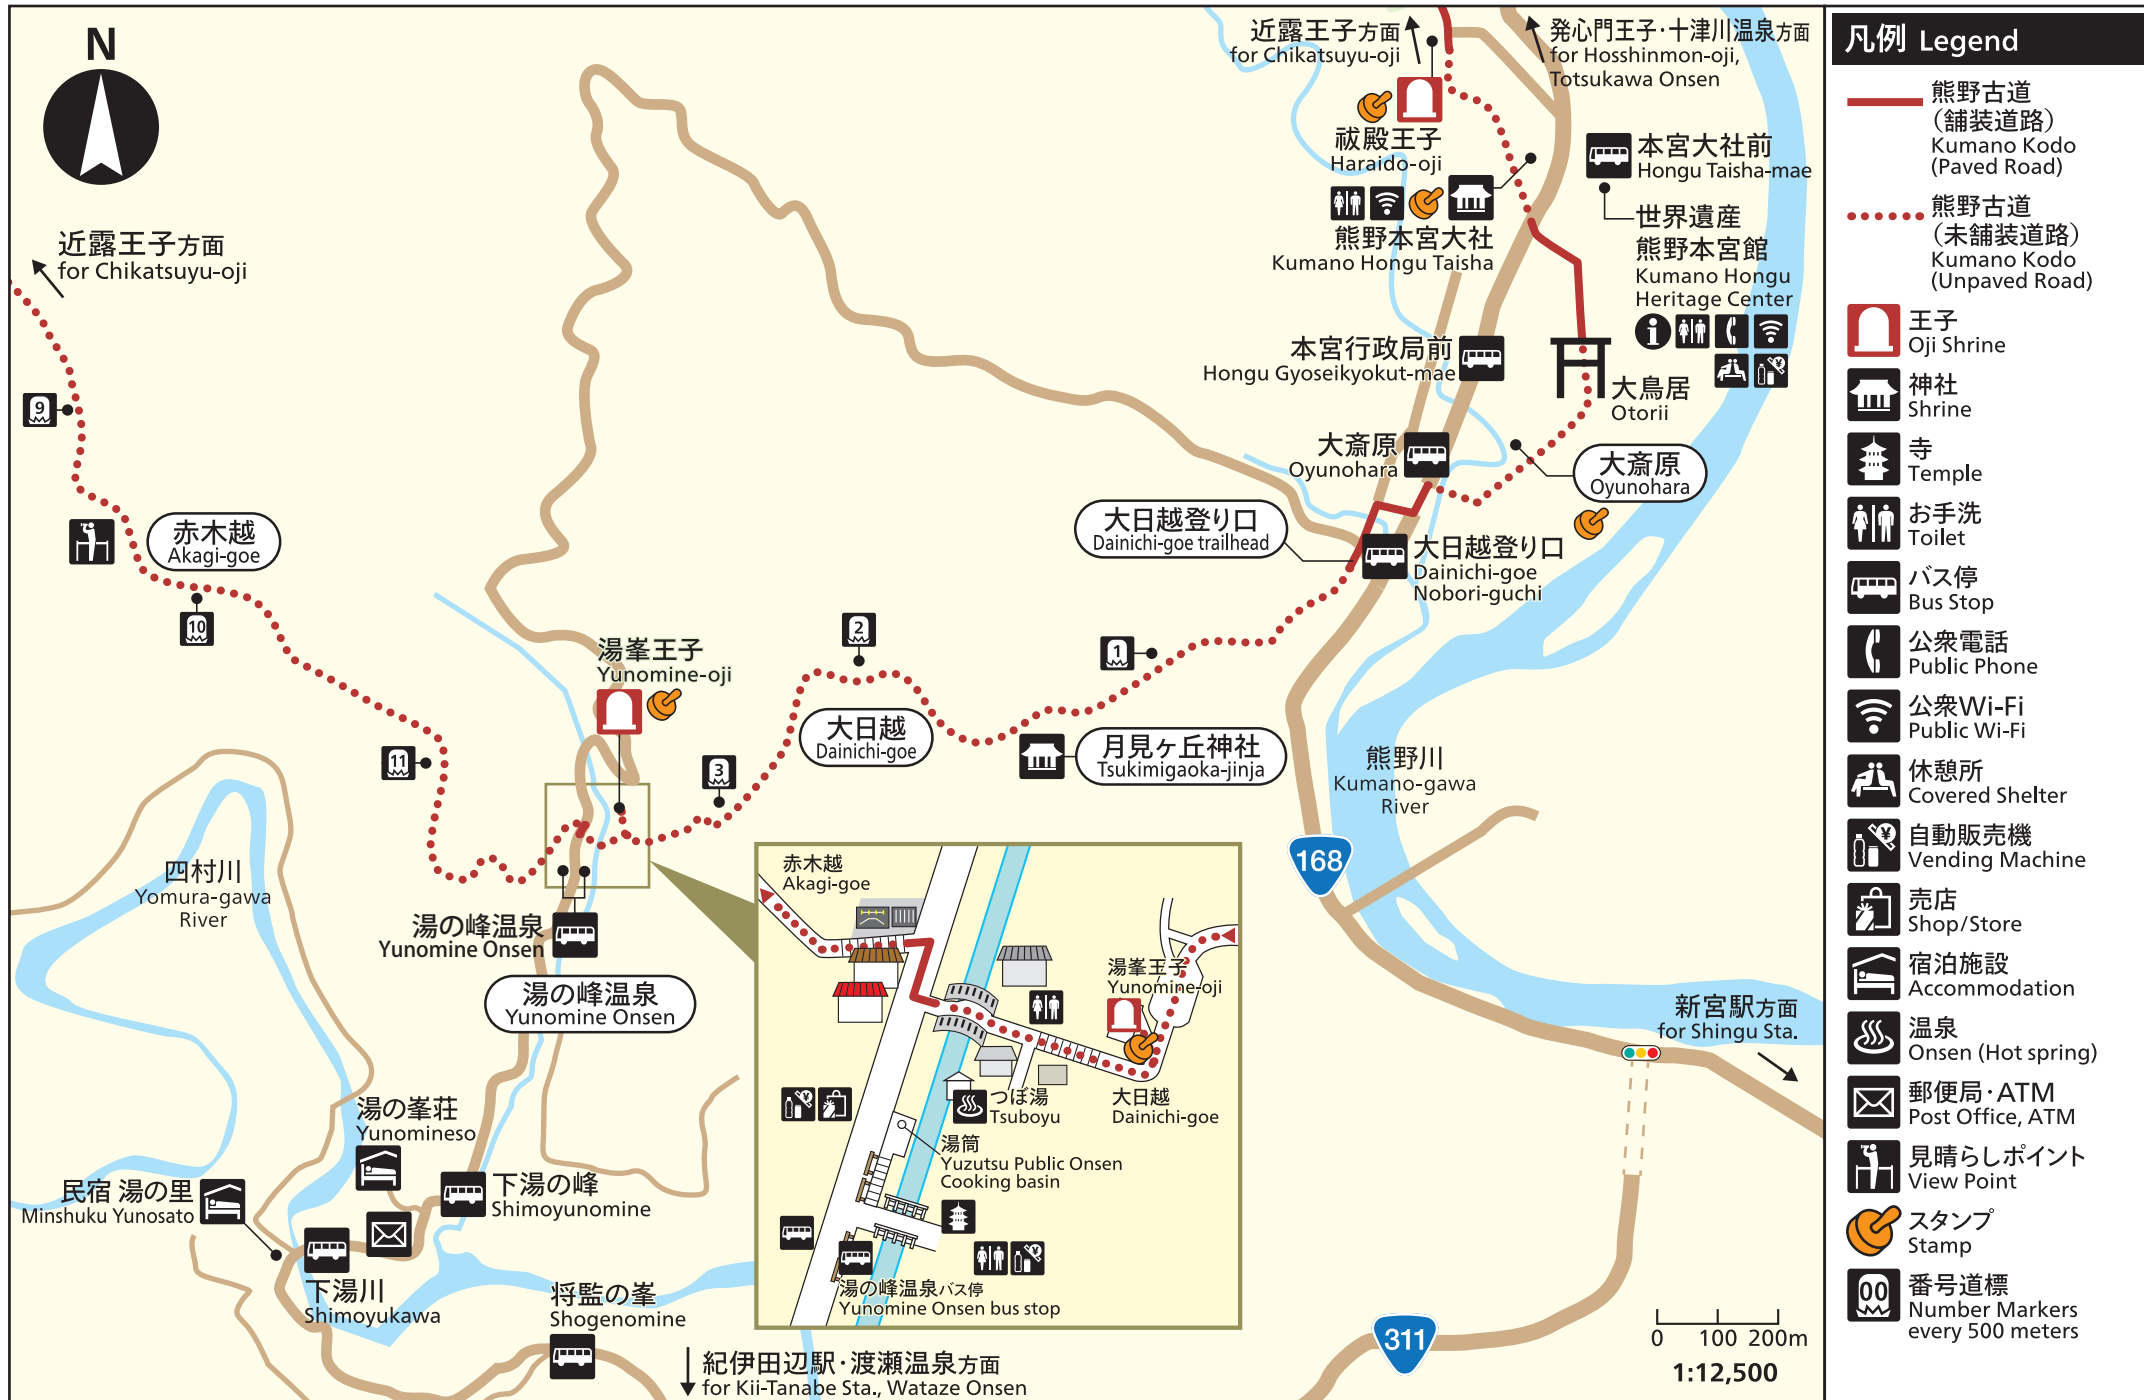 N
近露王子方面
for Chikatsuyu-oji
発心門王子・十津川温泉方面
for Hosshinmon-oji,
Totsukawa Onsen
祓殿王子
Haraido-oji
本宮大社前
Hongu Taisha-mae
熊野本宮大社
Kumano Hongu Taisha
世界遺産
熊野本宮館
Kumano Hongu
Heritage Center
近露王子方面
for Chikatsuyu-oji
本宮行政局前
Hongu Gyoseikyokut-mae
大鳥居
Otorii
9
大斎原
Oyunohara
大斎原
Oyunohara
赤木越
Akagi-goe
大日越登り口
Dainichi-goe trailhead
大日越登り口
Dainichi-goe
Nobori-guchi
10
2
1
湯峯王子
Yunomine-oji
大日越
Dainichi-goe
月見ヶ丘神社
Tsukimigaoka-jinja
11
3
熊野川
Kumano-gawa
River
168
四村川
Yomura-gawa
River
湯の峰温泉
Yunomine Onsen
湯の峰温泉
Yunomine Onsen
赤木越
Akagi-goe
湯峯王子
Yunomine-oji
つぼ湯
Tsuboyu
大日越
Dainichi-goe
湯筒
Yuzutsu Public Onsen
Cooking basin
湯の峰温泉バス停
Yunomine Onsen bus stop
新宮駅方面
for Shingu Sta.
湯の峯荘
Yunomineso
民宿 湯の里
Minshuku Yunosato
下湯の峰
Shimoyunomine
下湯川
Shimoyukawa
将監の峯
Shogenomine
紀伊田辺駅・渡瀬温泉方面
for Kii-Tanabe Sta., Wataze Onsen
311
0 100 200m
1:12,500
凡例 Legend
熊野古道
(舗装道路)
Kumano Kodo
(Paved Road)
熊野古道
(未舗装道路)
Kumano Kodo
(Unpaved Road)
王子
Oji Shrine
神社
Shrine
寺
Temple
お手洗
Toilet
バス停
Bus Stop
公衆電話
Public Phone
公衆Wi-Fi
Public Wi-Fi
休憩所
Covered Shelter
¥
自動販売機
Vending Machine
売店
Shop/Store
宿泊施設
Accommodation
温泉
Onsen (Hot spring)
郵便局・ATM
Post Office, ATM
見晴らしポイント
View Point
スタンプ
Stamp
00
番号道標
Number Markers
every 500 meters